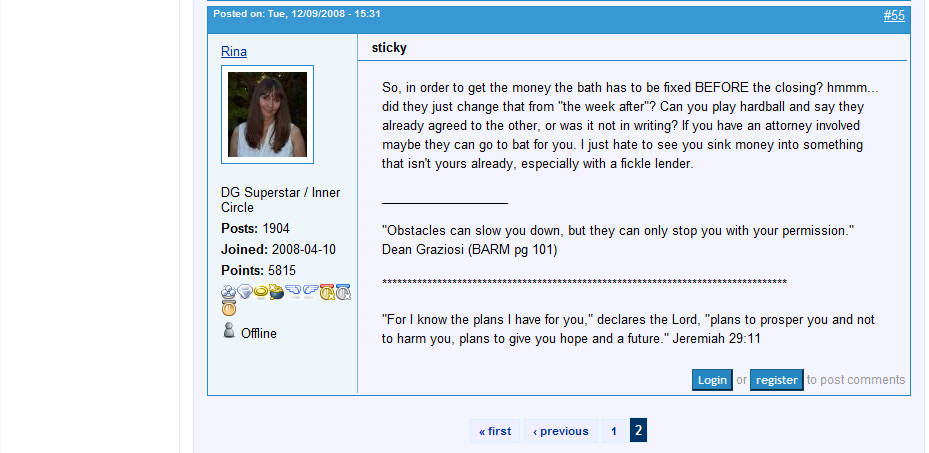 Posted on: Tue, 12/09/2008 - 15:31
#55
Rina
sticky
DG Superstar / Inner
Circle
Posts: 1904
Joined: 2008-04-10
Points: 5815
Offline
So, in order to get the money the bath has to be fixed BEFORE the closing? hmmm...
did they just change that from "the week after"? Can you play hardball and say they
already agreed to the other, or was it not in writing? If you have an attorney involved
maybe they can go to bat for you. I just hate to see you sink money into something
that isn't yours already, especially with a fickle lender.
__________________
"Obstacles can slow you down, but they can only stop you with your permission."
Dean Graziosi (BARM pg 101)
*********************************************************************************
"For I know the plans I have for you," declares the Lord, "plans to prosper you and not
to harm you, plans to give you hope and a future." Jeremiah 29:11
Login or register to post comments
« first ‹ previous 1 2